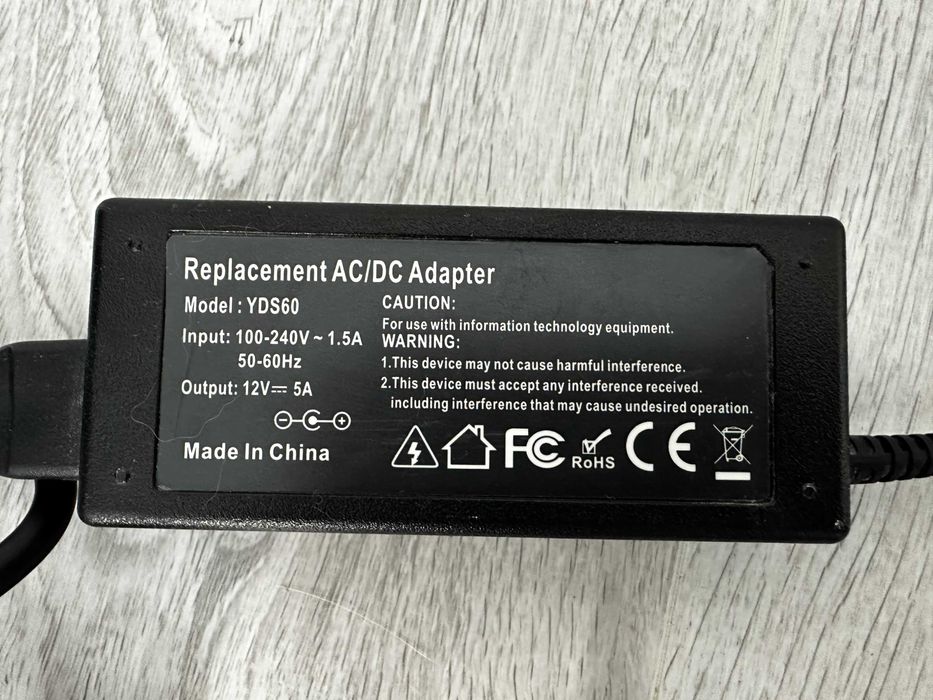 Replacement AC/DC Adapter
Model : YDS60
Input: 100-240V ~ 1.5A
50-60Hz
Output: 12V⎓ 5A
Made In China
CAUTION:
For use with information technology equipment.
WARNING:
1.This device may not cause harmful interference.
2.This device must accept any interference received.
including interference that may cause undesired operation.
FC RoHS CE